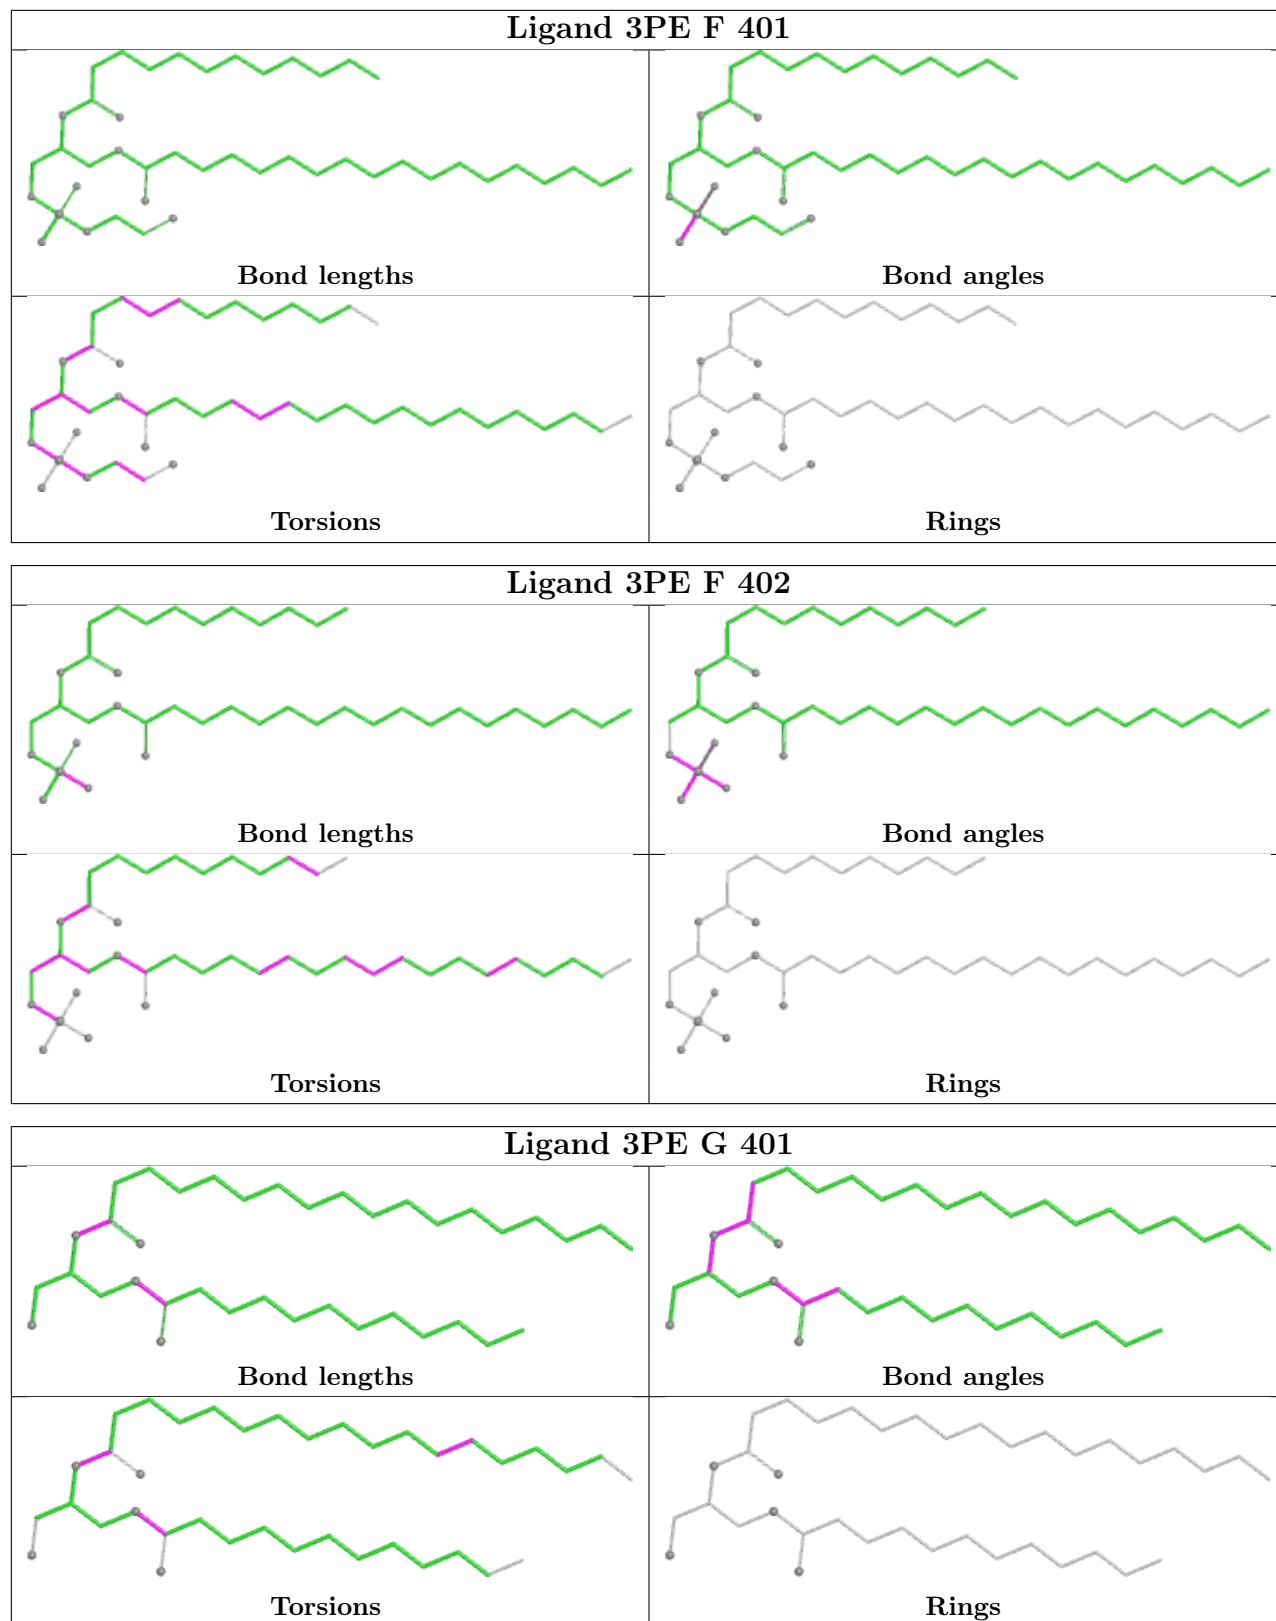 Ligand 3PE F 401
Bond lengths
Bond angles
Torsions
Rings
Ligand 3PE F 402
Bond lengths
Bond angles
Torsions
Rings
Ligand 3PE G 401
Bond lengths
Bond angles
Torsions
Rings